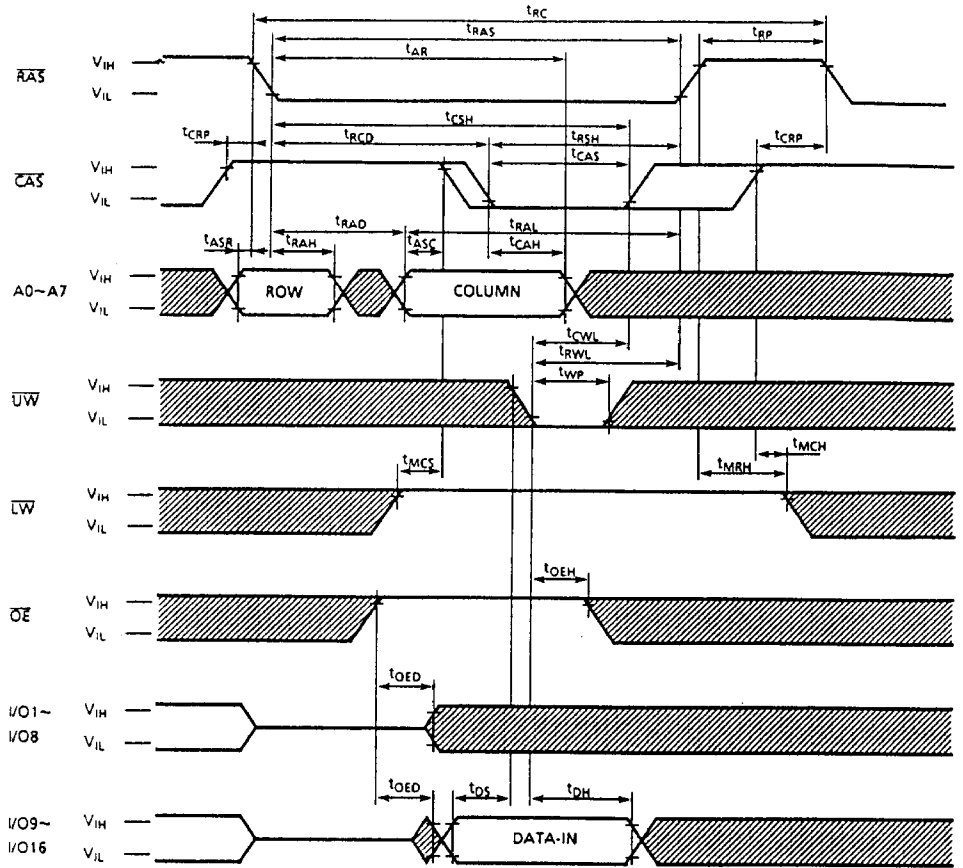 tRC
tRAS
tRP
tAR
RAS
VIH
VIL
tCSH
tCRP
tRCD
tRSH
tCRP
tCAS
CAS
VIH
VIL
tRAD
tRAL
tASR
tRAH
tASC
tCAH
A0~A7
VIH
VIL
ROW
COLUMN
tCWL
tRWL
tWP
UW
VIH
VIL
tMCS
tMRH
tMCH
LW
VIH
VIL
tOEH
OE
VIH
VIL
tOED
I/O1~
I/O8
VIH
VIL
tOED
tDS
tDH
I/O9~
I/O16
VIH
VIL
DATA-IN